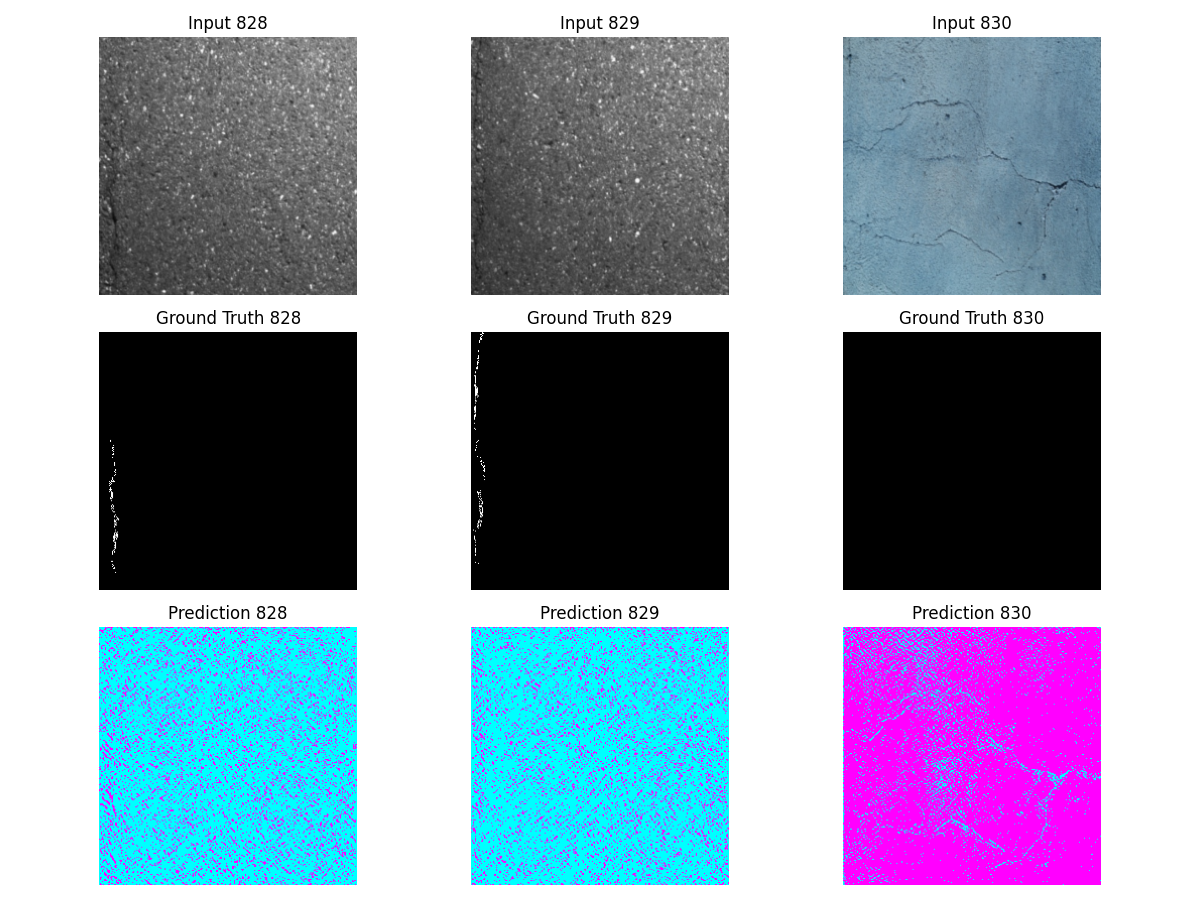 Input 828
Input 829
Input 830
Ground Truth 828
Ground Truth 829
Ground Truth 830
Prediction 828
Prediction 829
Prediction 830